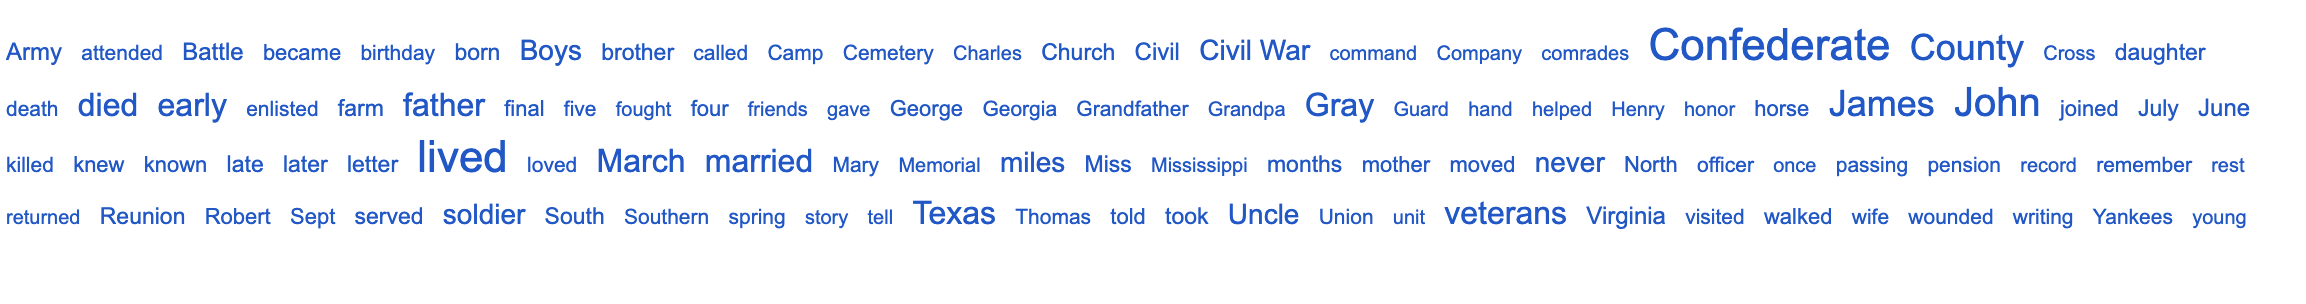 Army attended Battle became birthday born Boys brother called Camp Cemetery Charles Church Civil Civil War command Company comrades Confederate County Cross daughter
death died early enlisted farm father final five fought four friends gave George Georgia Grandfather Grandpa Gray Guard hand helped Henry honor horse James John joined July June
killed knew known late later letter lived loved March married Mary Memorial miles Miss Mississippi months mother moved never North officer once passing pension record remember rest
returned Reunion Robert Sept served soldier South Southern spring story tell Texas Thomas told took Uncle Union unit veterans Virginia visited walked wife wounded writing Yankees young